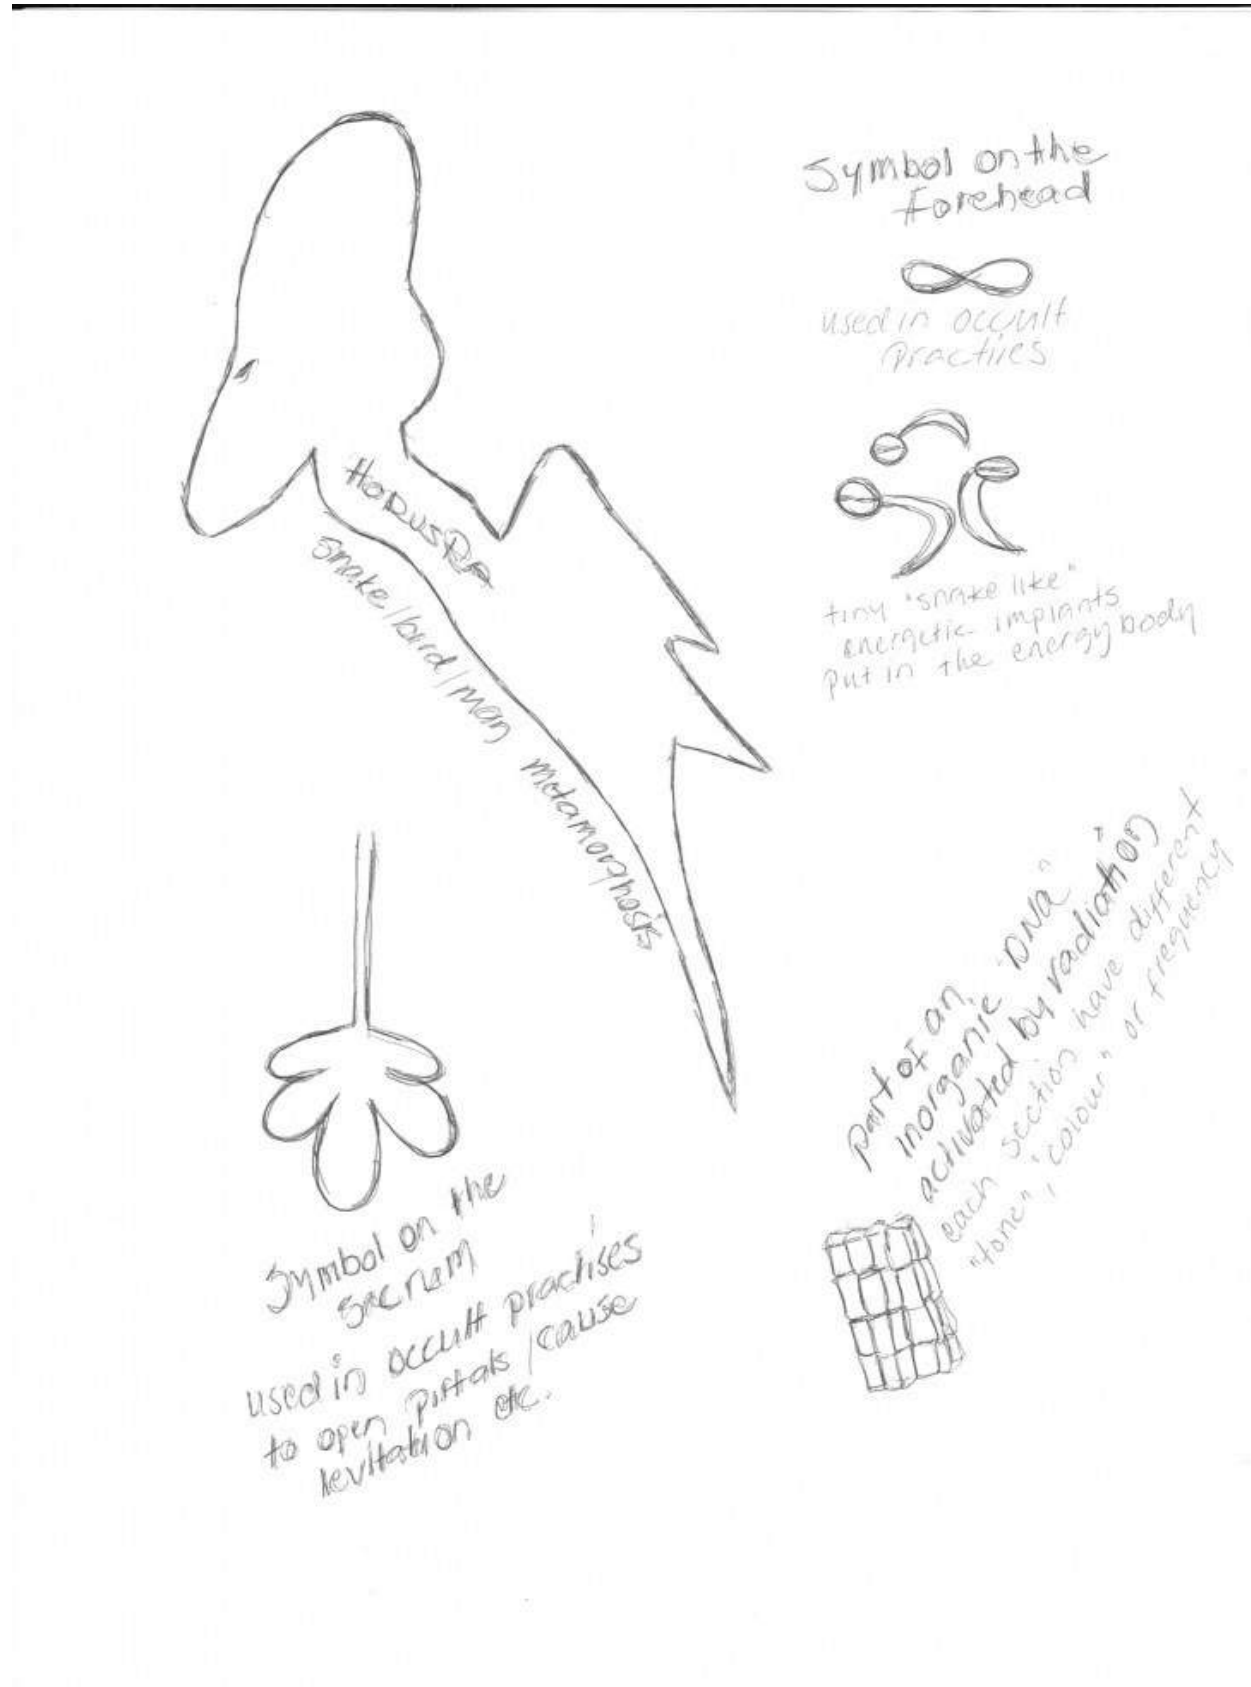 Symbol on the
Forehead
used in occult
practices
HORUSRA
snake/bird/man metamorphosis
tiny "snake like"
energetic implants
put in the energy body
part of an
inorganic "DNA"
activated by radiation
each section have different
"tone", "colour" or frequency
Symbol on the
sacrum
used in occult practises
to open portals /cause
levitation etc.